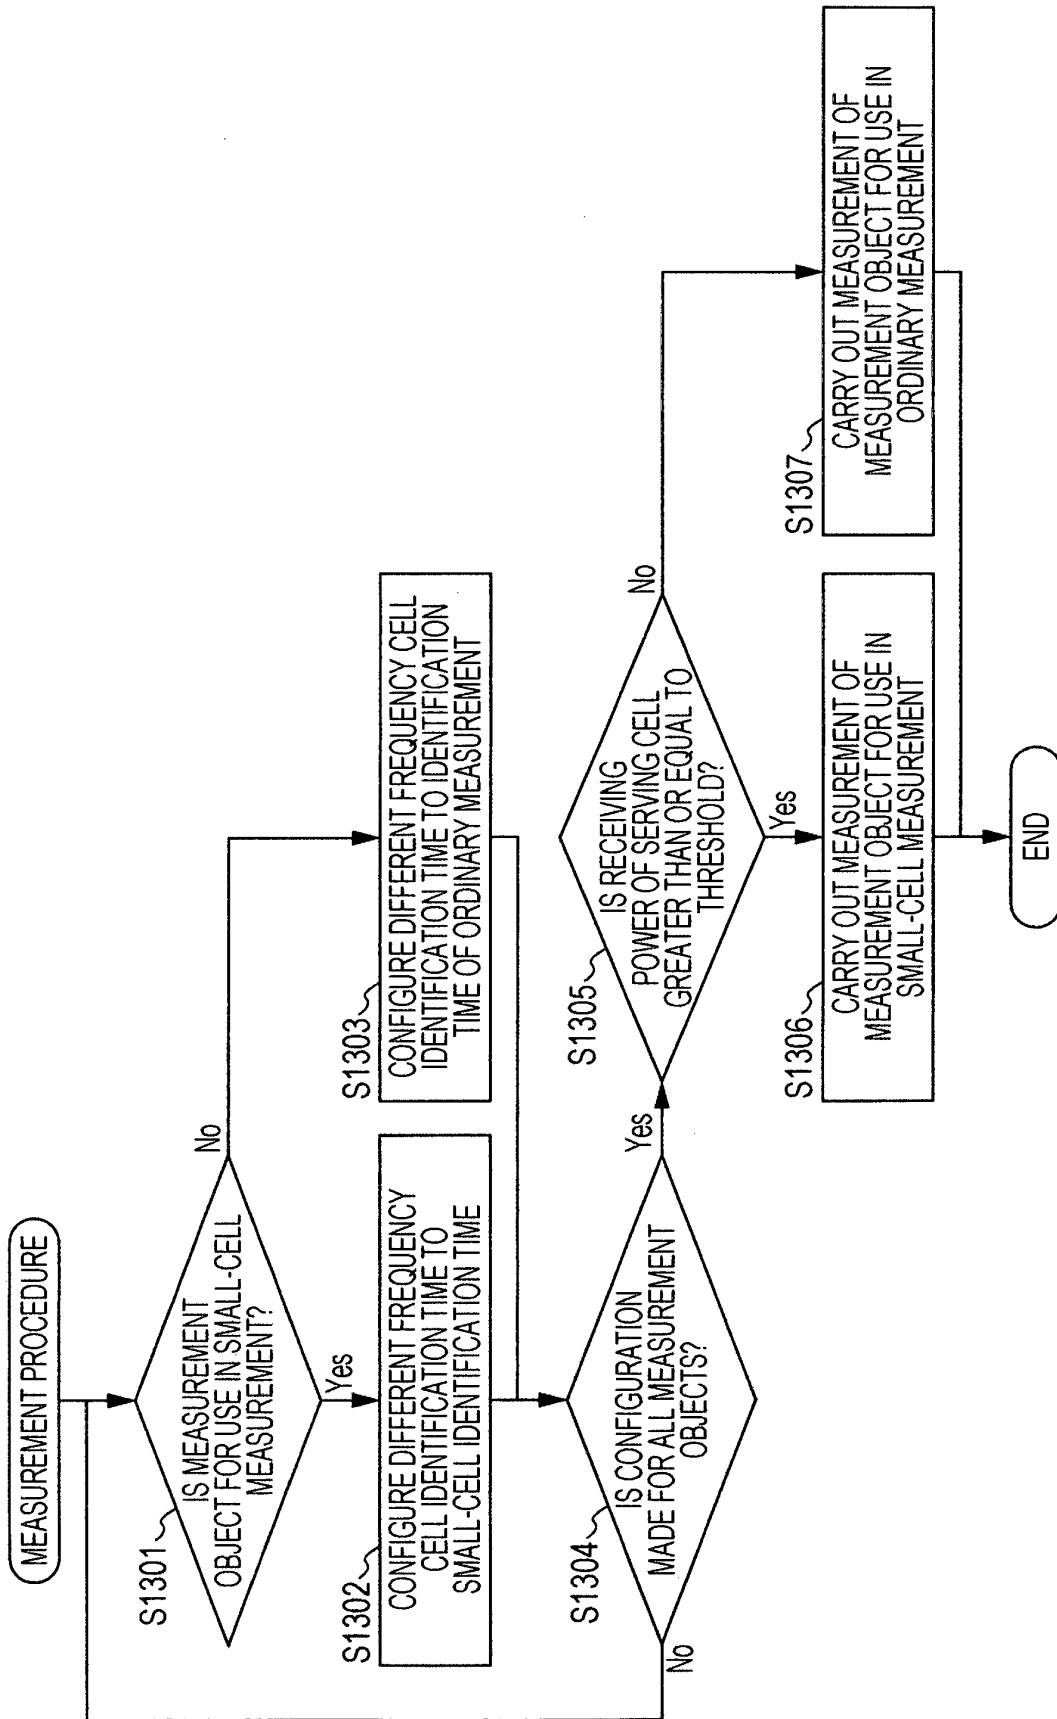 MEASUREMENT PROCEDURE
S1301
IS MEASUREMENT
OBJECT FOR USE IN SMALL-CELL
MEASUREMENT?
No
Yes
S1302
CONFIGURE DIFFERENT FREQUENCY
CELL IDENTIFICATION TIME TO
SMALL-CELL IDENTIFICATION TIME
S1303
CONFIGURE DIFFERENT FREQUENCY CELL
IDENTIFICATION TIME TO IDENTIFICATION
TIME OF ORDINARY MEASUREMENT
S1304
IS CONFIGURATION
MADE FOR ALL MEASUREMENT
OBJECTS?
No
Yes
S1305
IS RECEIVING
POWER OF SERVING CELL
GREATER THAN OR EQUAL TO
THRESHOLD?
No
Yes
S1306
CARRY OUT MEASUREMENT OF
MEASUREMENT OBJECT FOR USE IN
SMALL-CELL MEASUREMENT
S1307
CARRY OUT MEASUREMENT OF
MEASUREMENT OBJECT FOR USE IN
ORDINARY MEASUREMENT
END